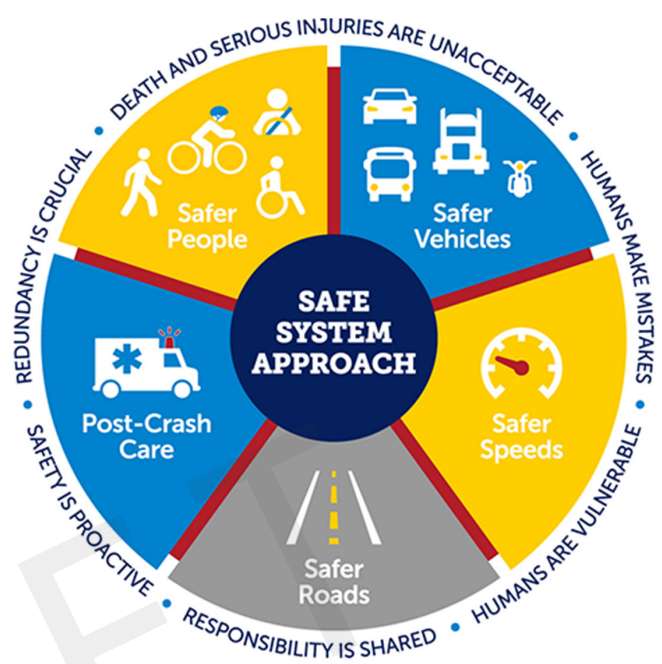 DEATH AND SERIOUS INJURIES ARE UNACCEPTABLE
HUMANS MAKE MISTAKES
HUMANS ARE VULNERABLE
RESPONSIBILITY IS SHARED
SAFETY IS PROACTIVE
REDUNDANCY IS CRUCIAL
Safer
People
Safer
Vehicles
SAFE
SYSTEM
APPROACH
Post-Crash
Care
Safer
Speeds
Safer
Roads